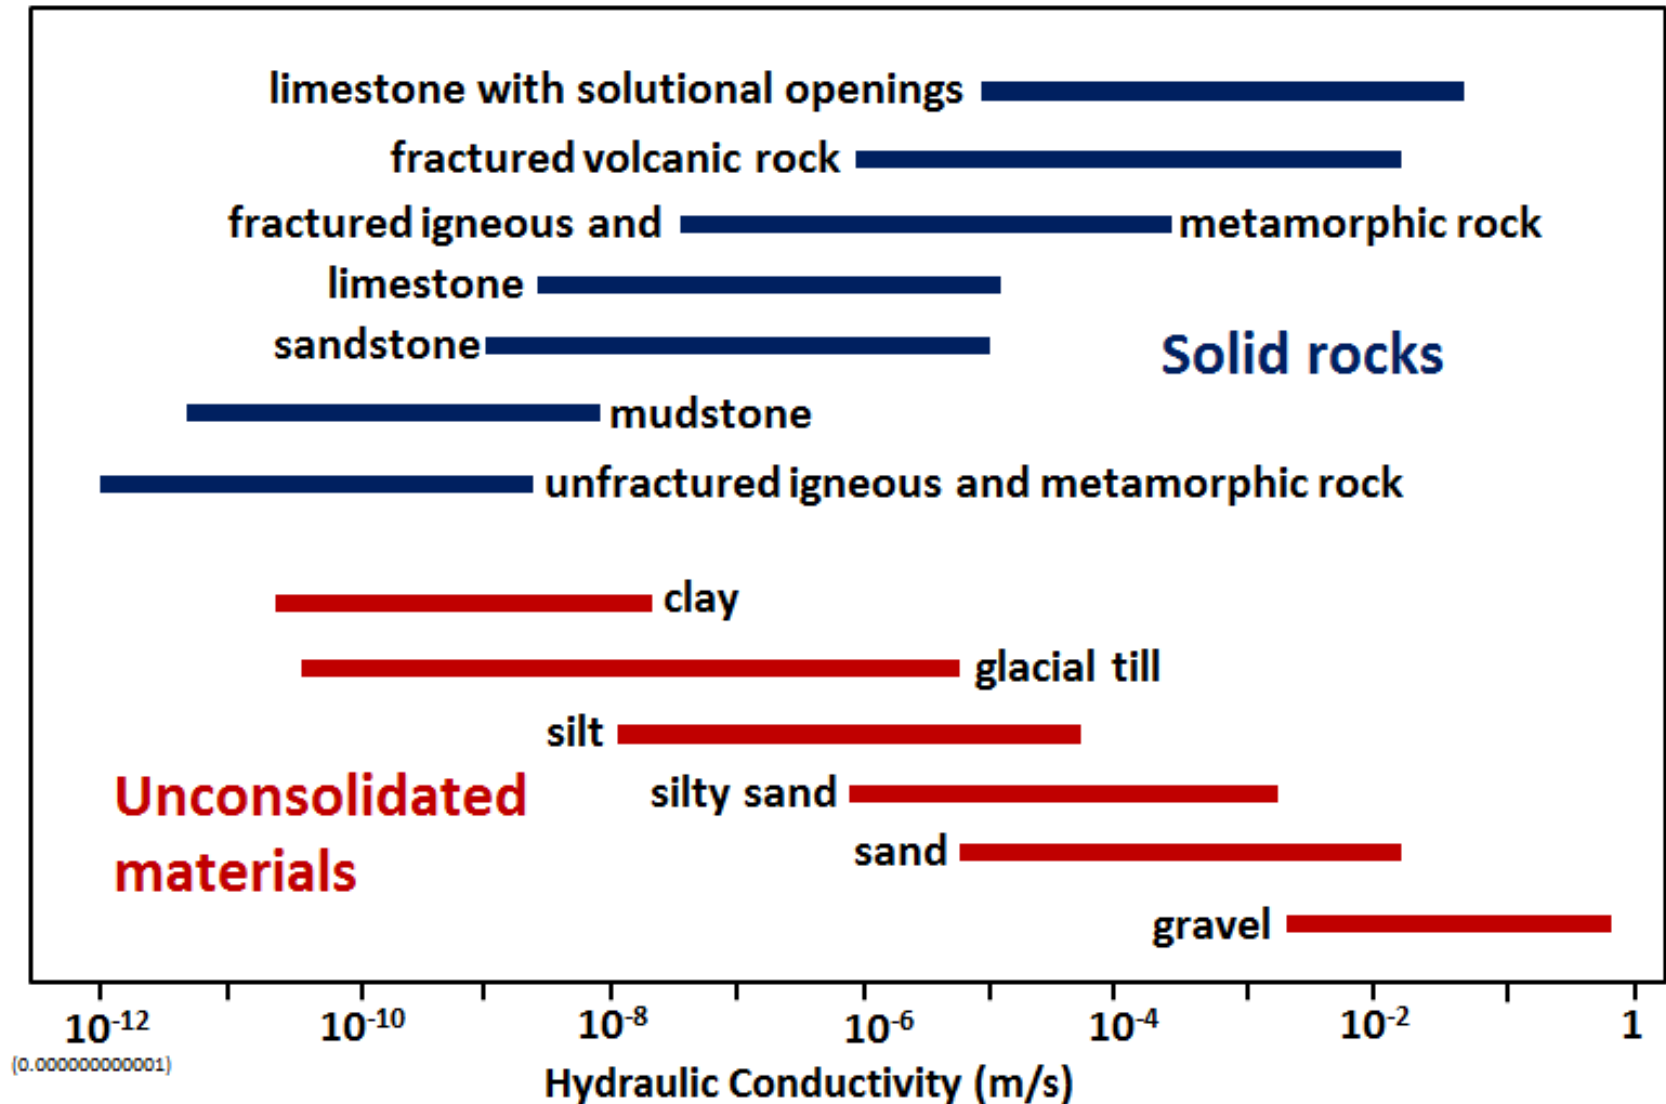 limestone with solutional openings
fractured volcanic rock
fractured igneous and metamorphic rock
limestone
sandstone
Solid rocks
mudstone
unfractured igneous and metamorphic rock
clay
glacial till
silt
Unconsolidated
materials
silty sand
sand
gravel
10⁻¹² 10⁻¹⁰ 10⁻⁸ 10⁻⁶ 10⁻⁴ 10⁻² 1
(0.000000000001)
Hydraulic Conductivity (m/s)